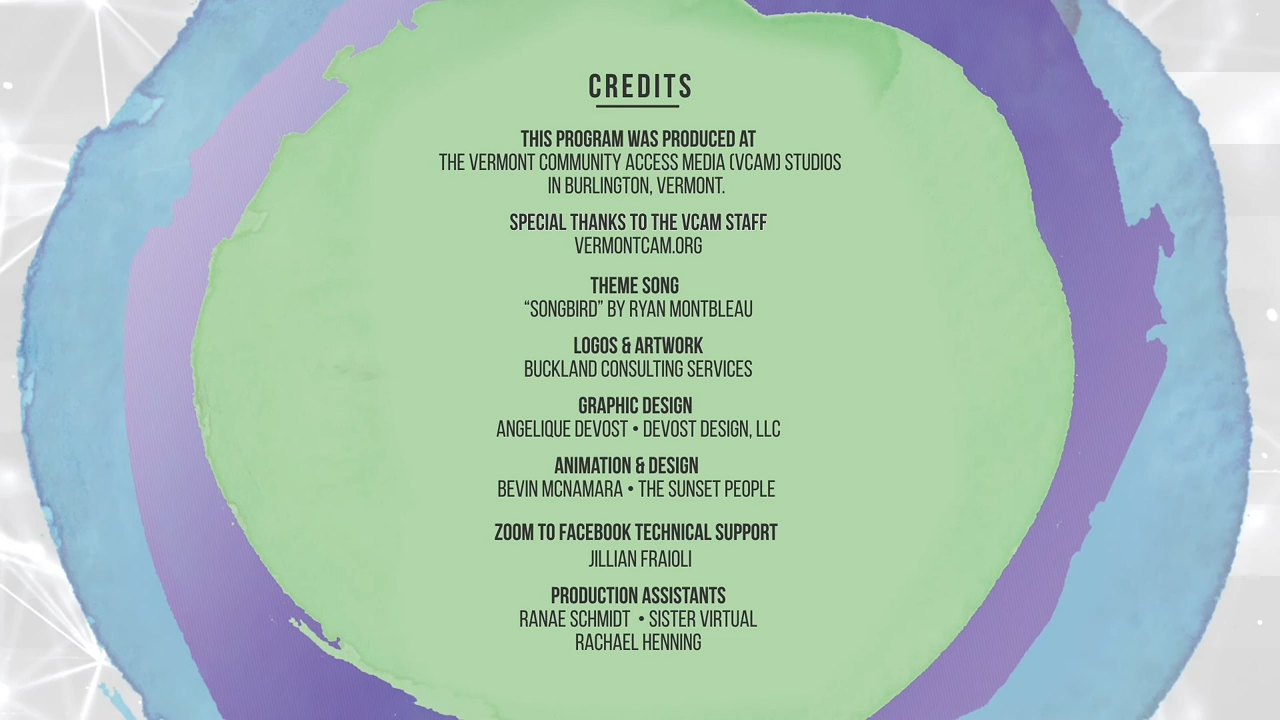 CREDITS
THIS PROGRAM WAS PRODUCED AT
THE VERMONT COMMUNITY ACCESS MEDIA (VCAM) STUDIOS
IN BURLINGTON, VERMONT.
SPECIAL THANKS TO THE VCAM STAFF
VERMONTCAM.ORG
THEME SONG
“SONGBIRD” BY RYAN MONTBLEAU
LOGOS & ARTWORK
BUCKLAND CONSULTING SERVICES
GRAPHIC DESIGN
ANGELIQUE DEVOST • DEVOST DESIGN, LLC
ANIMATION & DESIGN
BEVIN MCNAMARA • THE SUNSET PEOPLE
ZOOM TO FACEBOOK TECHNICAL SUPPORT
JILLIAN FRAIOLI
PRODUCTION ASSISTANTS
RANAE SCHMIDT • SISTER VIRTUAL
RACHAEL HENNING